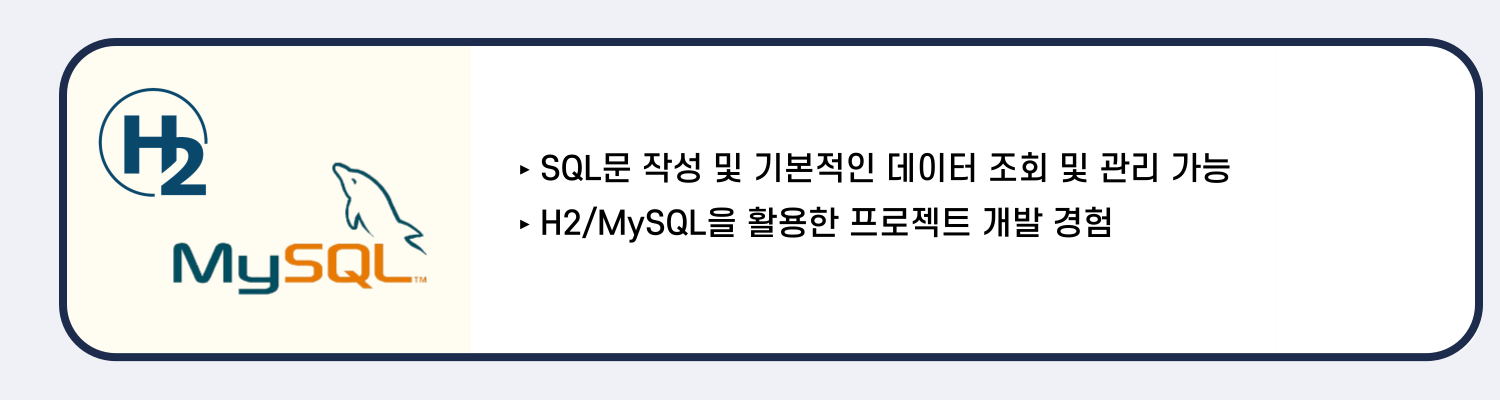 H2
MySQL™
▸ SQL문 작성 및 기본적인 데이터 조회 및 관리 가능
▸ H2/MySQL을 활용한 프로젝트 개발 경험